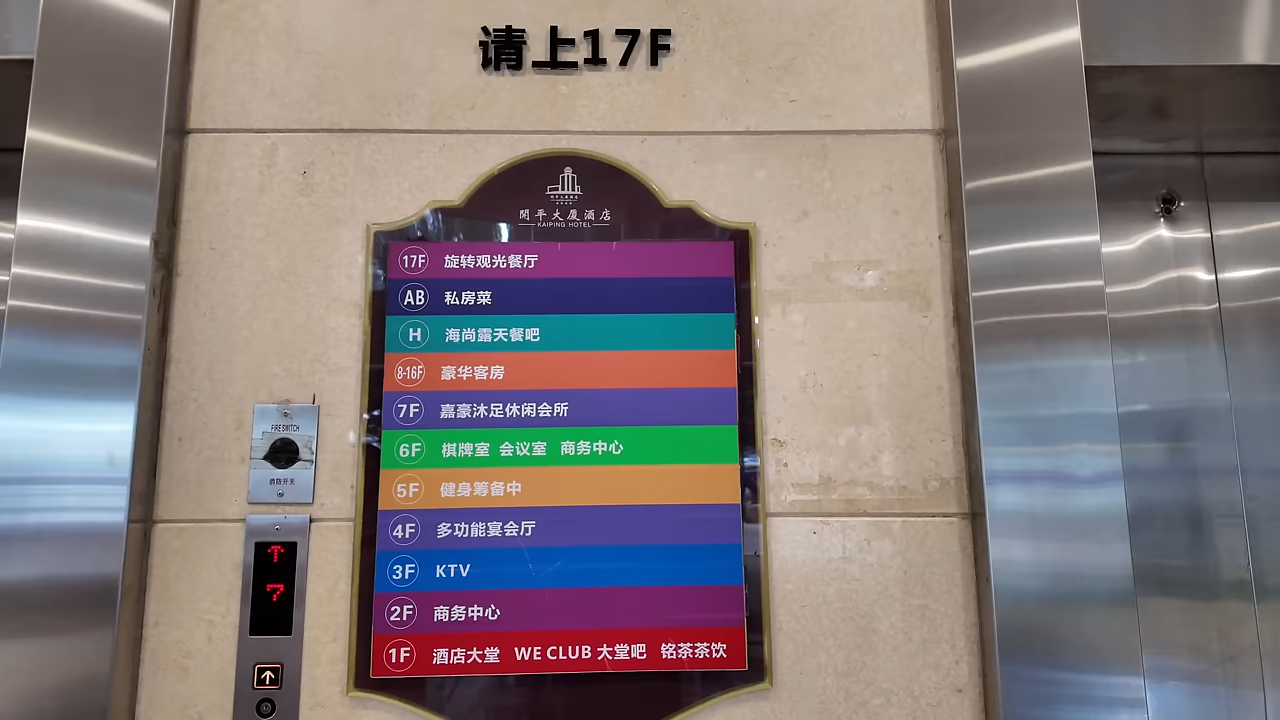 请上17F
開平大厦酒店
KAIPING HOTEL
17F 旋转观光餐厅
AB 私房菜
H 海尚露天餐吧
8-16F 豪华客房
7F 嘉豪沐足休闲会所
6F 棋牌室 会议室 商务中心
5F 健身筹备中
4F 多功能宴会厅
3F KTV
2F 商务中心
1F 酒店大堂 WE CLUB 大堂吧 铭茶茶饮
FIRE SWITCH
消防开关
7